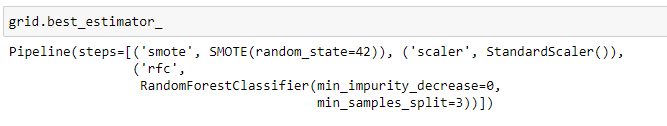 grid.best_estimator_
Pipeline(steps=[('smote', SMOTE(random_state=42)), ('scaler', StandardScaler()),
('rfc',
RandomForestClassifier(min_impurity_decrease=0,
min_samples_split=3))])